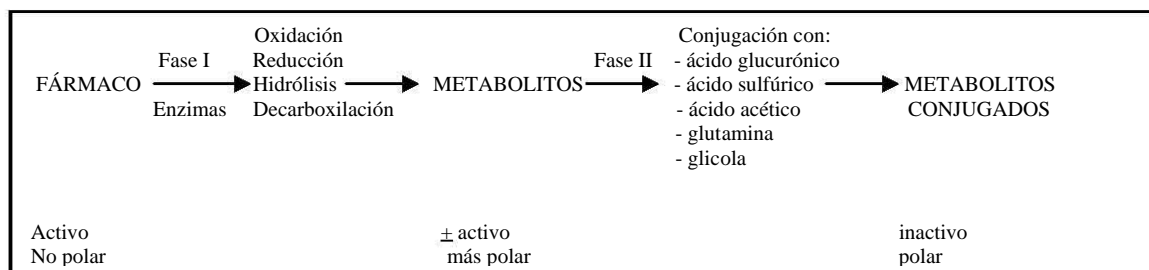 Oxidación
Conjugación con:
Fase I
Reducción
Fase II
- ácido glucurónico
FÁRMACO
Hidrólisis
METABOLITOS
- ácido sulfúrico
METABOLITOS
Enzimas
Decarboxilación
- ácido acético
CONJUGADOS
- glutamina
- glicola
Activo
± activo
inactivo
No polar
más polar
polar